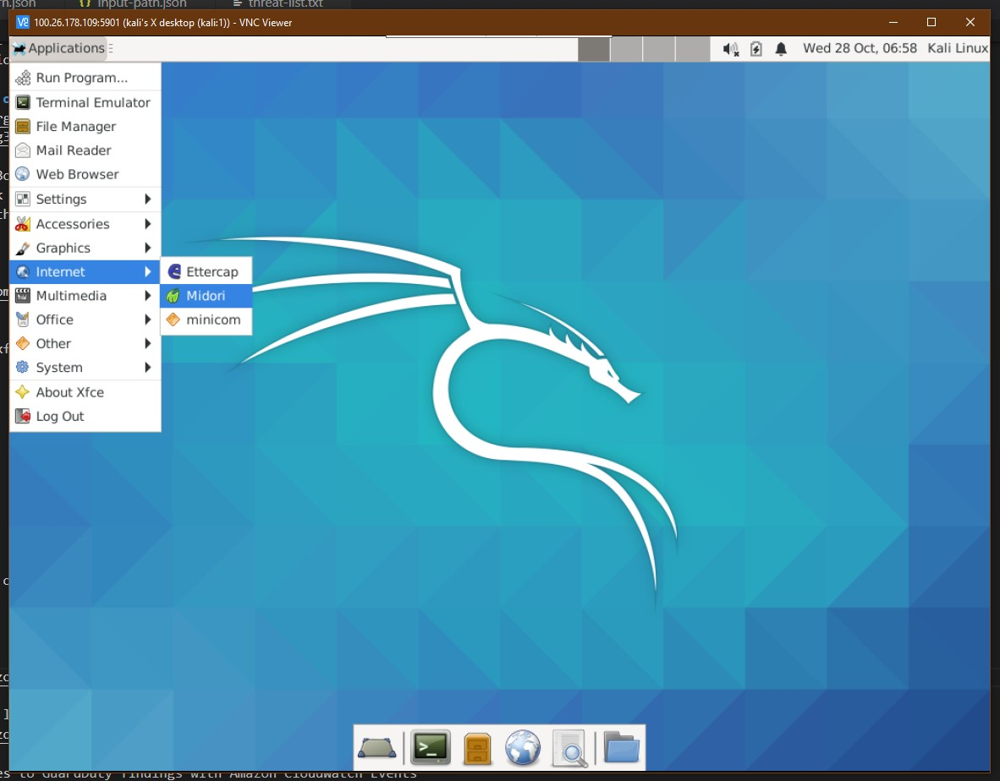 input-path.json
threat-list.txt
100.26.178.109:5901 (kali's X desktop (kali:1)) - VNC Viewer
Applications
Wed 28 Oct, 06:58
Kali Linux
Run Program...
Terminal Emulator
File Manager
Mail Reader
Web Browser
Settings
Accessories
Graphics
Internet
Multimedia
Office
Other
System
About Xfce
Log Out
Ettercap
Midori
minicom
es to GuardDuty findings with Amazon CloudWatch Events